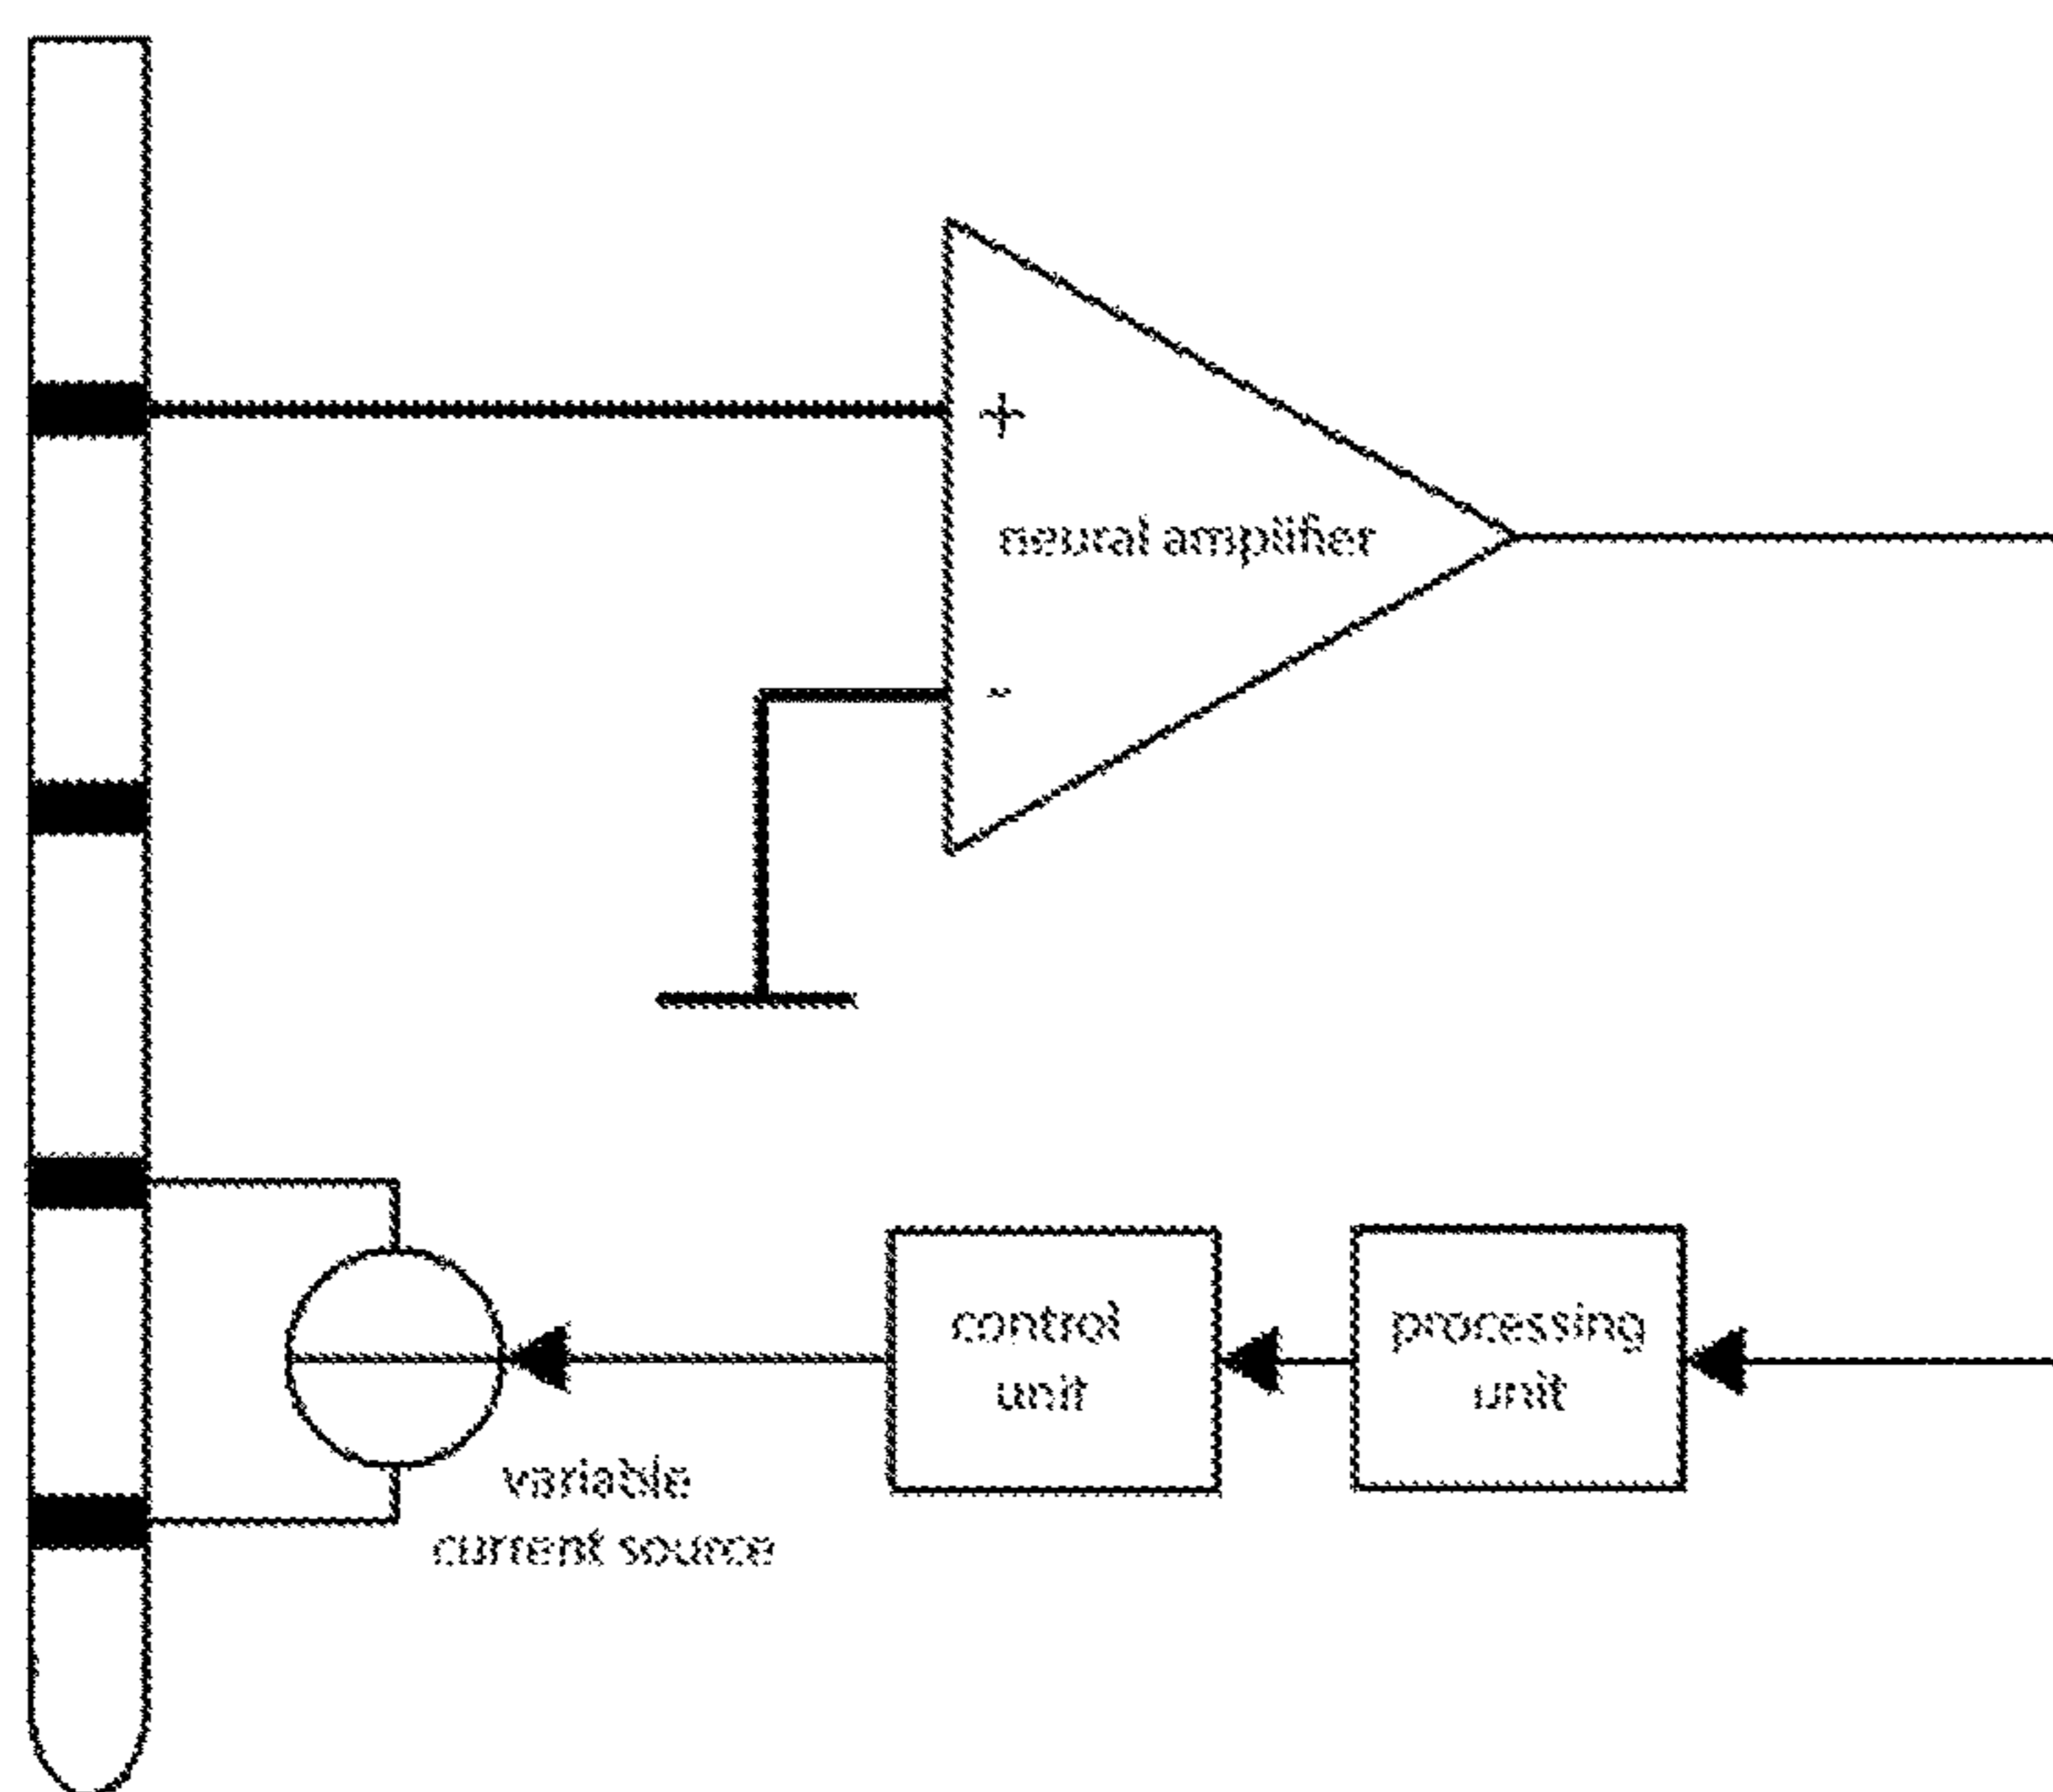 +
neural amplifier
-
control
unit
processing
unit
variable
current source